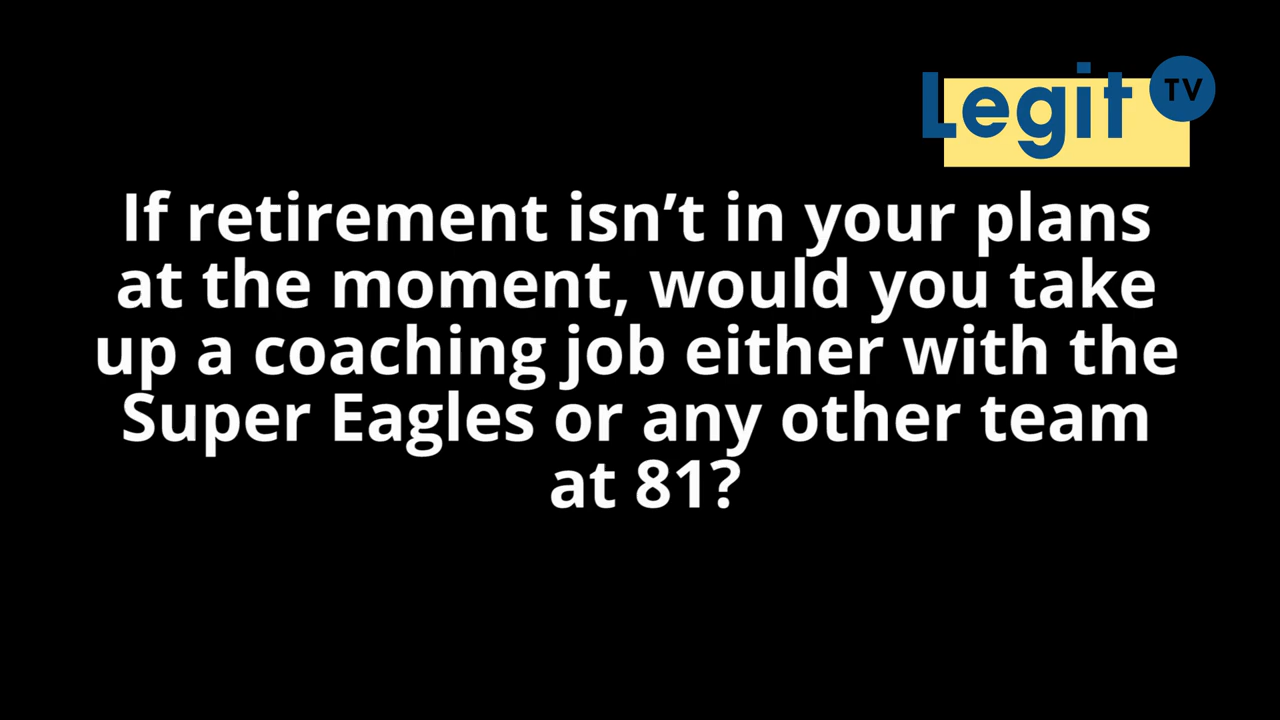 Legit TV
If retirement isn’t in your plans
at the moment, would you take
up a coaching job either with the
Super Eagles or any other team
at 81?